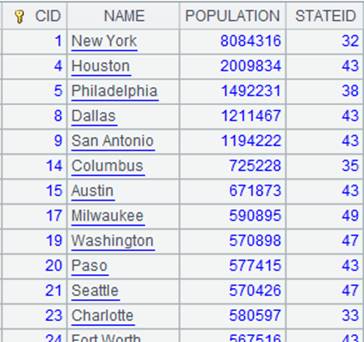 CID NAME POPULATION STATEID
1 New York 8084316 32
4 Houston 2009834 43
5 Philadelphia 1492231 38
8 Dallas 1211467 43
9 San Antonio 1194222 43
14 Columbus 725228 35
15 Austin 671873 43
17 Milwaukee 590895 49
19 Washington 570898 47
20 Paso 577415 43
21 Seattle 570426 47
23 Charlotte 580597 33
24 Fort Worth 567516 43